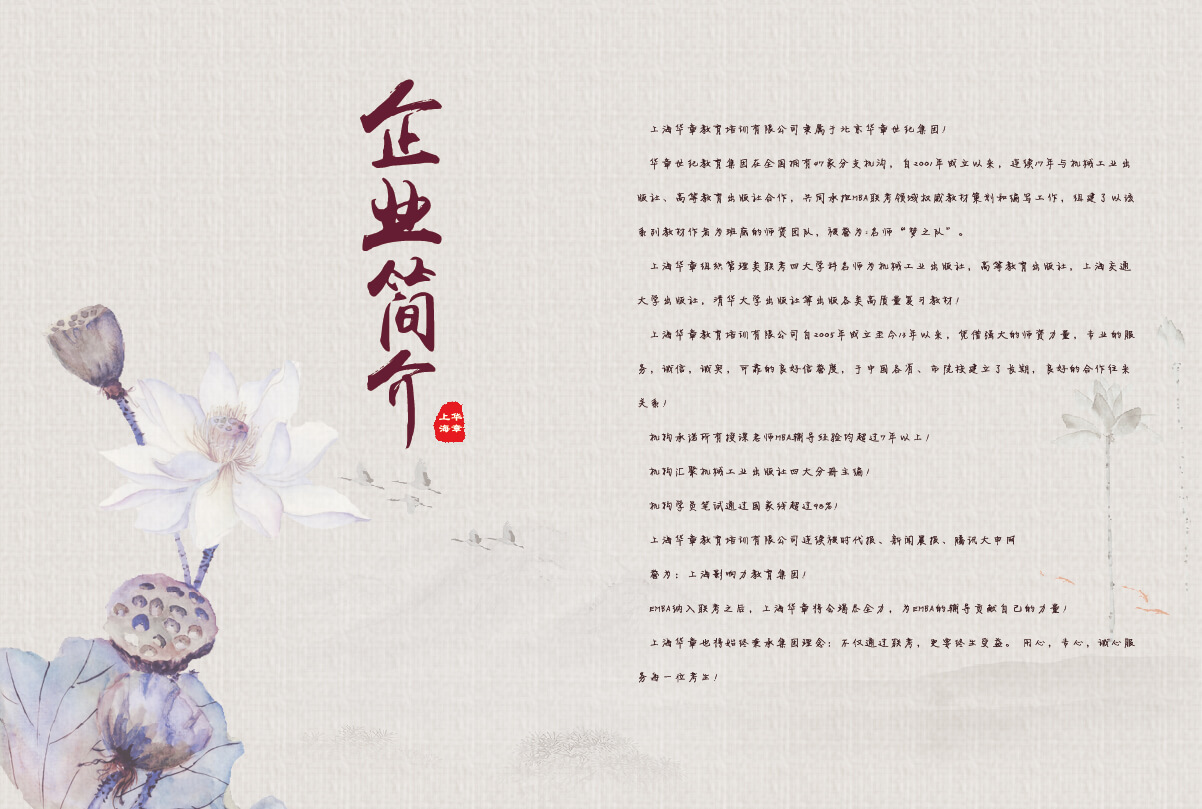 企业简介
上海
华章
上海华章教育培训有限公司隶属于北京华章世纪集团!
华章世纪教育集团在全国拥有47家分支机沟,自2001年成立以来,连续17年与机械工业出
版社、高等教育出版社合作,共同承担MBA联考领域权威教材策划和编写工作,组建了以该
系列教材作者为班底的师资团队,被誉为:名师“梦之队”。
上海华章组织管理类联考四大学科名师为机械工业出版社,高等教育出版社,上海交通
大学出版社,清华大学出版社等出版各类高质量复习教材!
上海华章教育培训有限公司自2005年成立至今13年以来,凭借强大的师资力量,专业的服
务,诚信,诚奥,可靠的良好信誉度,于中国各省、市院校建立了长期,良好的合作往来
关系!
机构承诺所有授课名师MBA辅导经验均超过7年以上!
机构汇聚机械工业出版社四大分册主编!
机构学员笔试通过国家线超过98%!
上海华章教育培训有限公司连续被时代报、新闻晨报、腾讯大申网
誉为:上海影响力教育集团!
EMBA纳入联考之后,上海华章将会竭尽全力,为EMBA的辅导贡献自己的力量!
上海华章也将始终秉承集团理念:不仅通过联考,更要终生受益。 用心,专心,诚心服
务每一位考生!